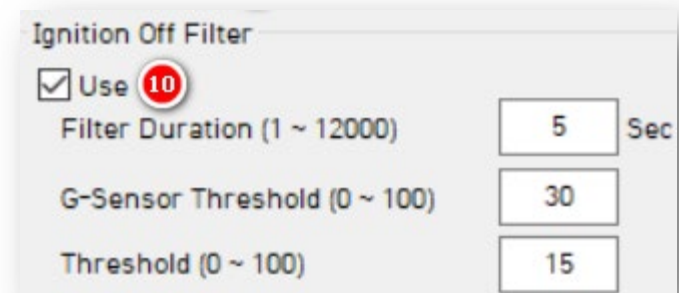 Ignition Off Filter
Use 10
Filter Duration (1 ~ 12000) 5 Sec
G-Sensor Threshold (0 ~ 100) 30
Threshold (0 ~ 100) 15